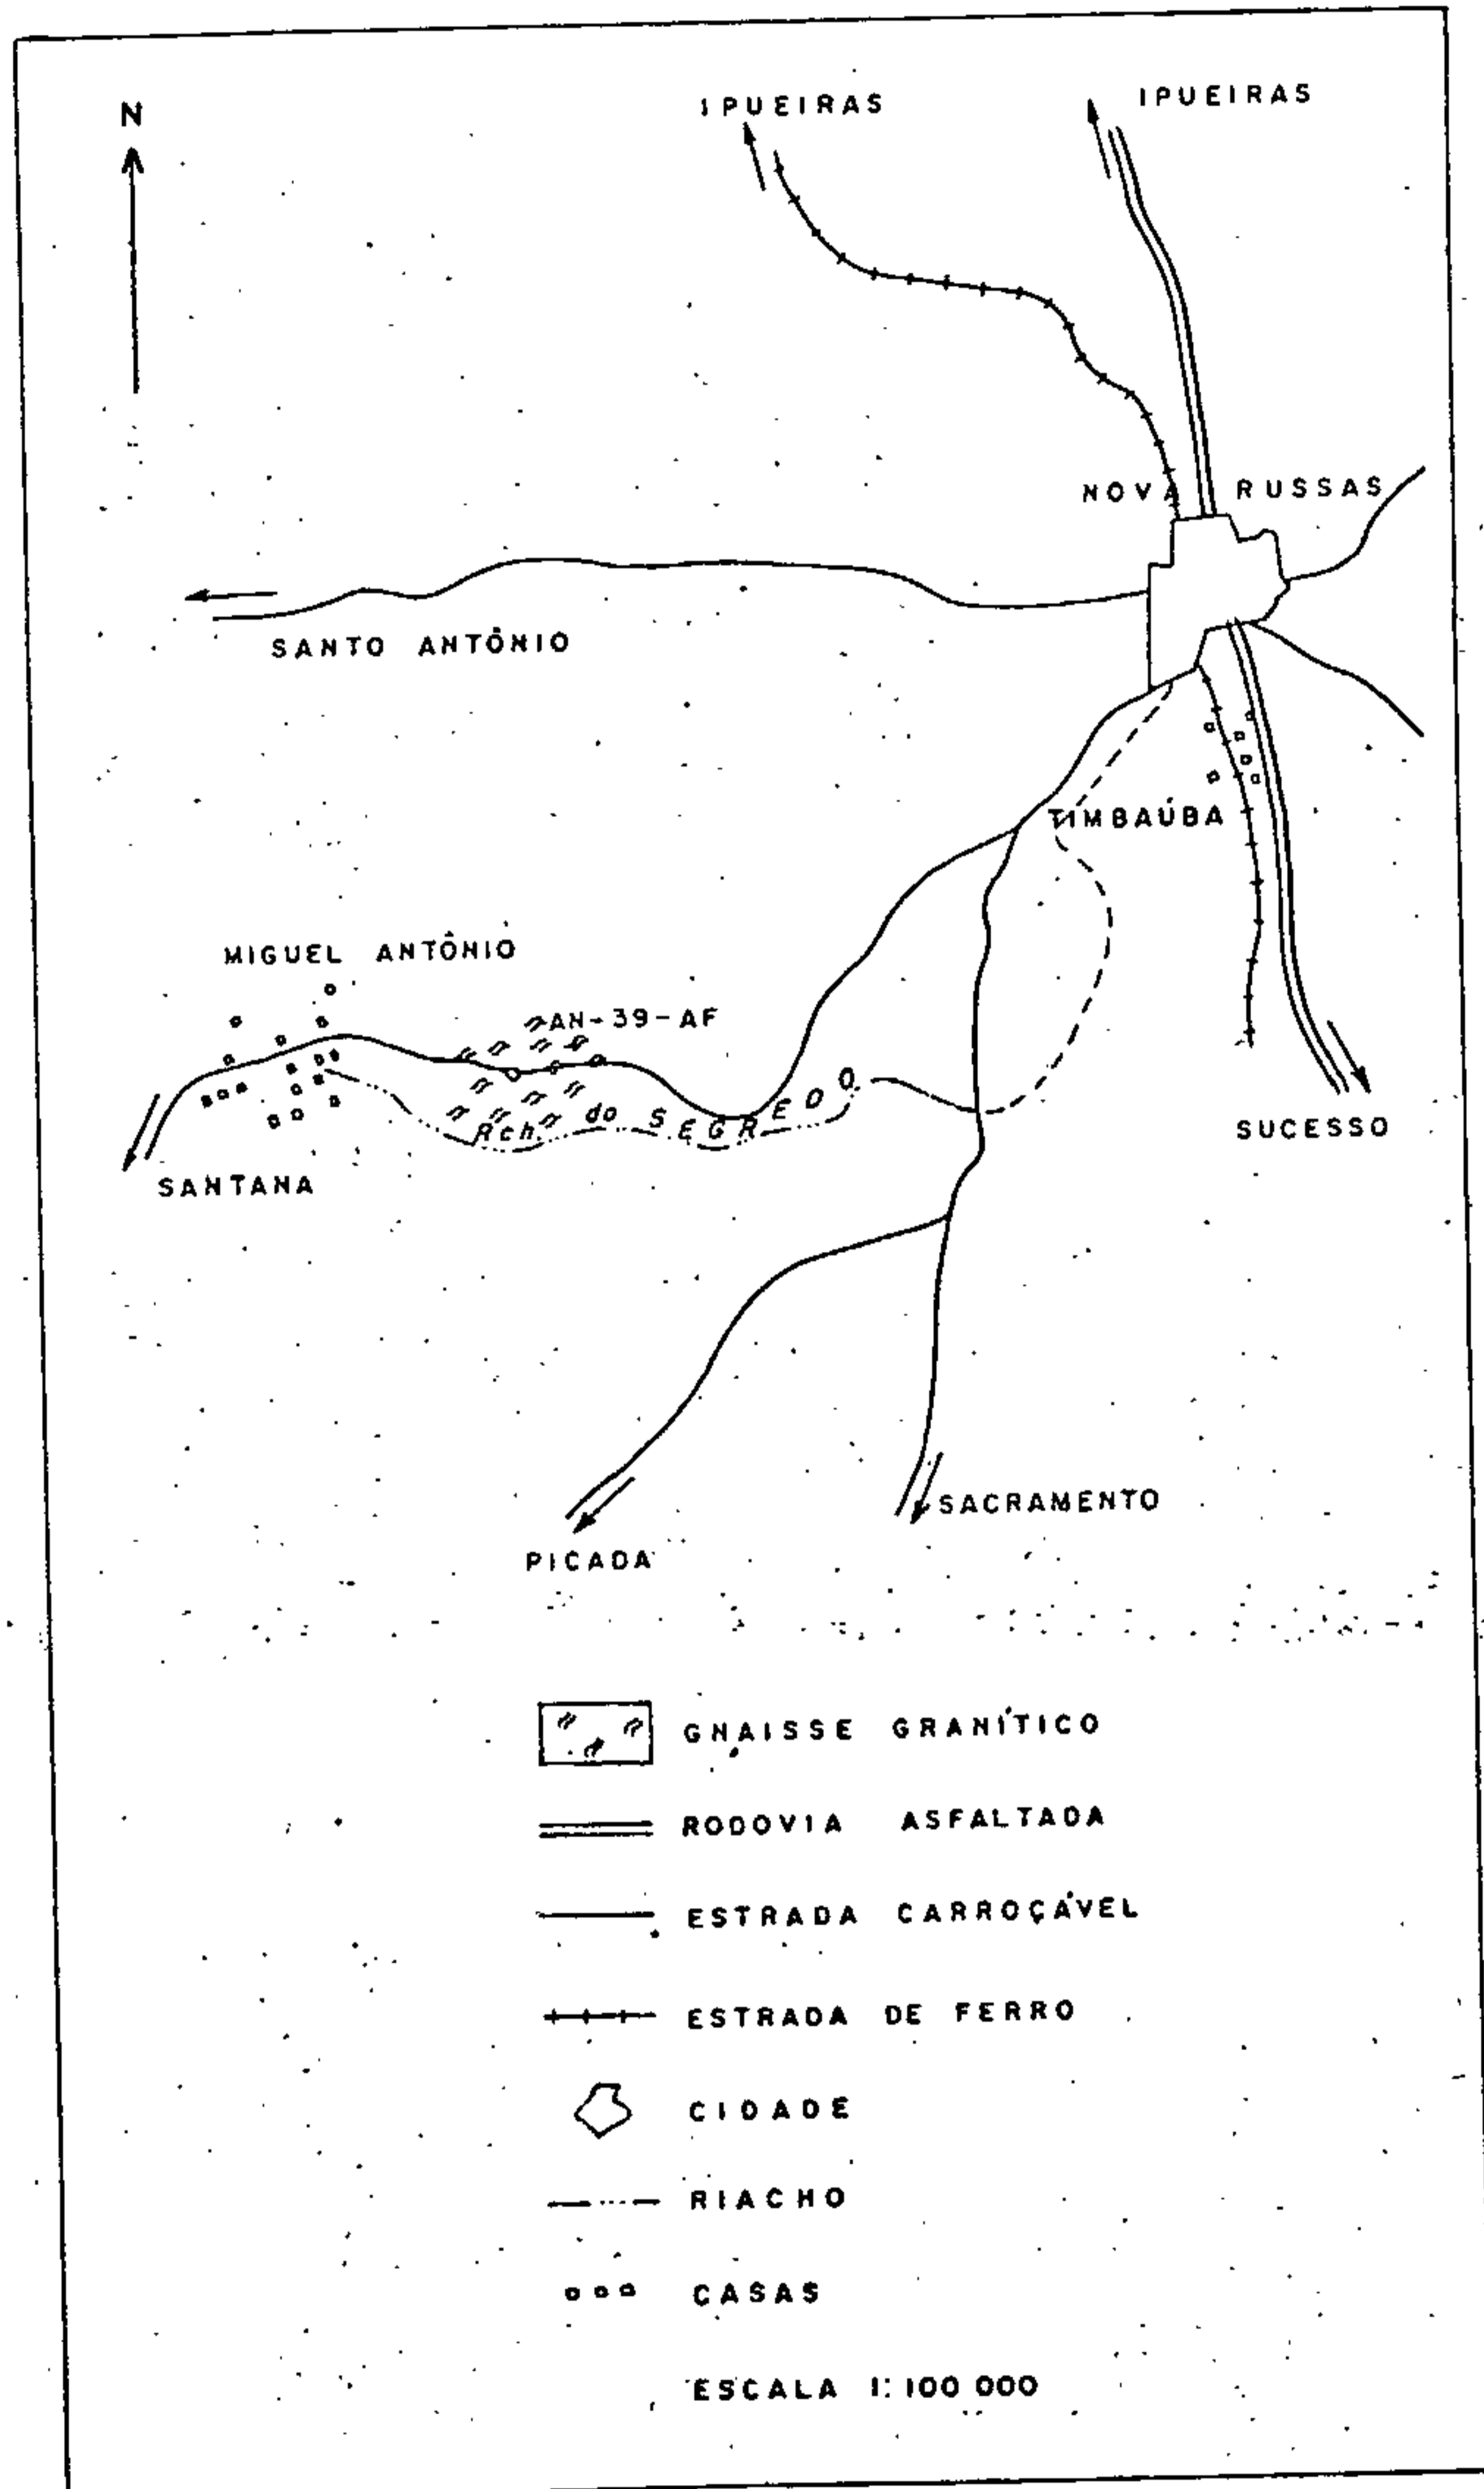 N
IPUEIRAS
IPUEIRAS
NOVA RUSSAS
SANTO ANTÔNIO
TIMBAÚBA
MIGUEL ANTÔNIO
AN-39-AF
Rch. do SEGREDO
SUCESSO
SANTANA
SACRAMENTO
PICADA
GNAISSE GRANÍTICO
RODOVIA ASFALTADA
ESTRADA CARROÇÁVEL
ESTRADA DE FERRO
CIDADE
RIACHO
CASAS
ESCALA 1:100 000